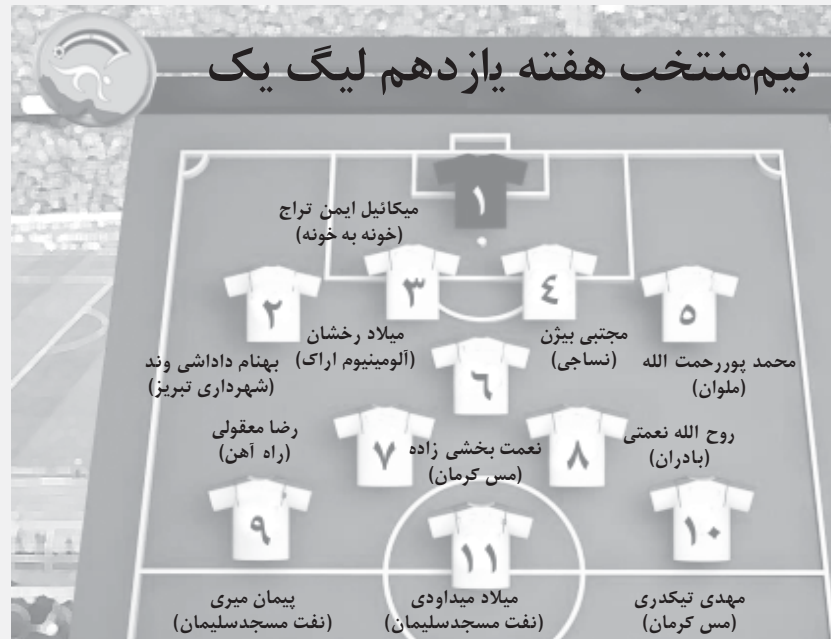 تیم‌منتخب هفته یازدهم لیگ یک
۱
میکائیل ایمن تراج
(خونه به خونه)
۲
بهنام داداشی وند
(شهرداری تبریز)
۳
میلاد رخشان
(آلومینیوم اراک)
۴
مجتبی بیژن
(نساجی)
۵
محمد پوررحمت الله
(ملوان)
۶
نعمت بخشی زاده
(مس کرمان)
۷
رضا معقولی
(راه آهن)
۸
روح الله نعمتی
(بادران)
۹
پیمان میری
(نفت مسجدسلیمان)
۱۱
میلاد میداودی
(نفت مسجدسلیمان)
۱۰
مهدی تیکدری
(مس کرمان)